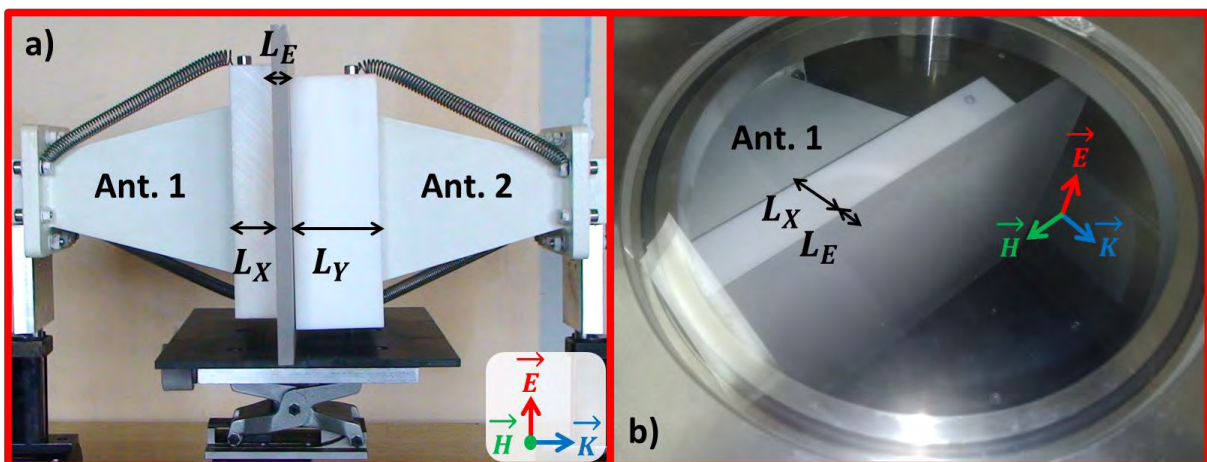 a)
L_E
Ant. 1
Ant. 2
L_X
L_Y
E
H
K
Ant. 1
L_X
L_E
E
H
K
b)